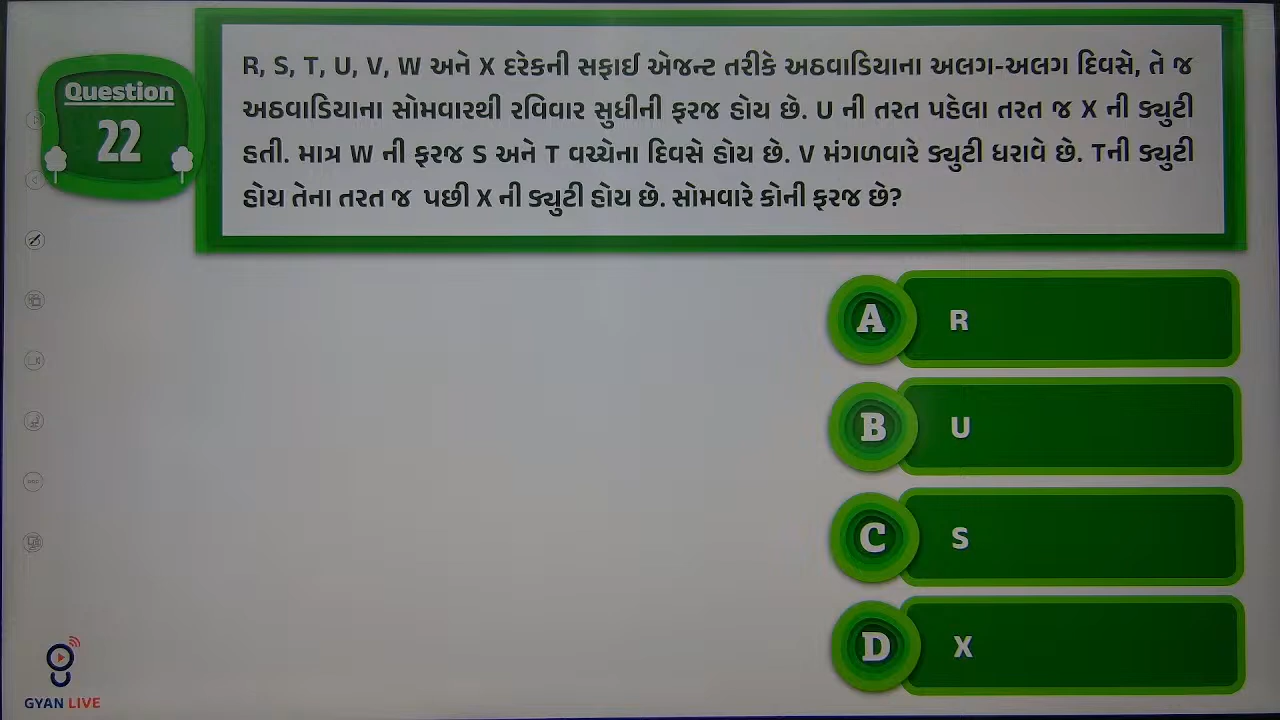 Question
22
R, S, T, U, V, W અને X દરેકની સફાઈ એજન્ટ તરીકે અઠવાડિયાના અલગ-અલગ દિવસે, તે જ
અઠવાડિયાના સોમવારથી રવિવાર સુધીની ફરજ હોય છે. U ની તરત પહેલા તરત જ X ની ડ્યુટી
હતી. માત્ર W ની ફરજ S અને T વચ્ચેના દિવસે હોય છે. V મંગળવારે ડ્યુટી ધરાવે છે. Tની ડ્યુટી
હોય તેના તરત જ પછી X ની ડ્યુટી હોય છે. સોમવારે કોની ફરજ છે?
A R
B U
C S
D X
GYAN LIVE